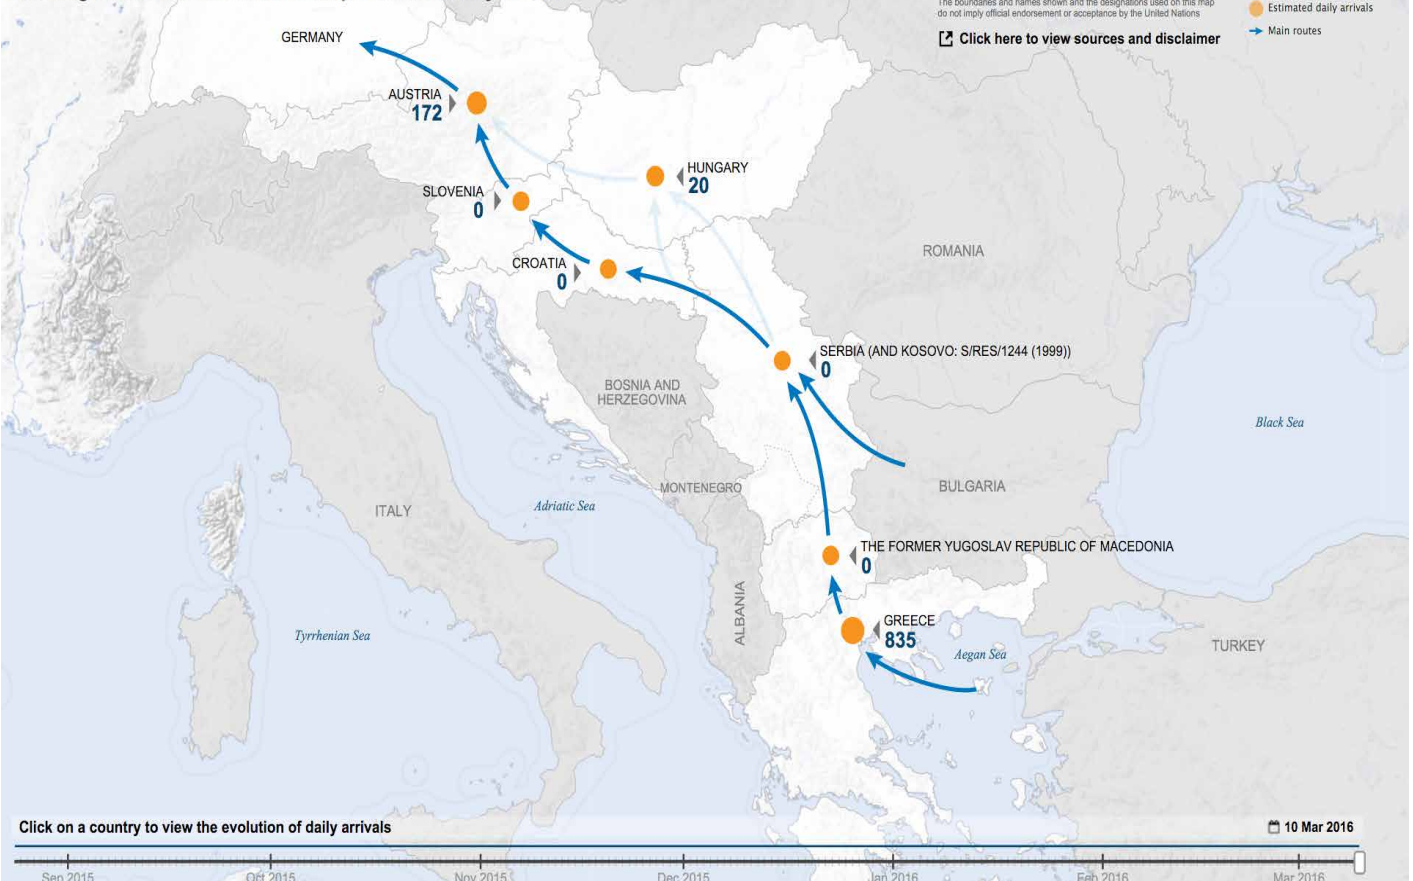 The boundaries and names shown and the designations used on this map
do not imply official endorsement or acceptance by the United Nations
Click here to view sources and disclaimer
Estimated daily arrivals
Main routes
GERMANY
AUSTRIA
172
HUNGARY
20
SLOVENIA
0
CROATIA
0
ROMANIA
SERBIA (AND KOSOVO: S/RES/1244 (1999))
0
BOSNIA AND
HERZEGOVINA
Black Sea
MONTENEGRO
BULGARIA
Adriatic Sea
ITALY
THE FORMER YUGOSLAV REPUBLIC OF MACEDONIA
0
ALBANIA
GREECE
835
Tyrrhenian Sea
Aegan Sea
TURKEY
Click on a country to view the evolution of daily arrivals
10 Mar 2016
Sep 2015
Oct 2015
Nov 2015
Dec 2015
Jan 2016
Feb 2016
Mar 2016